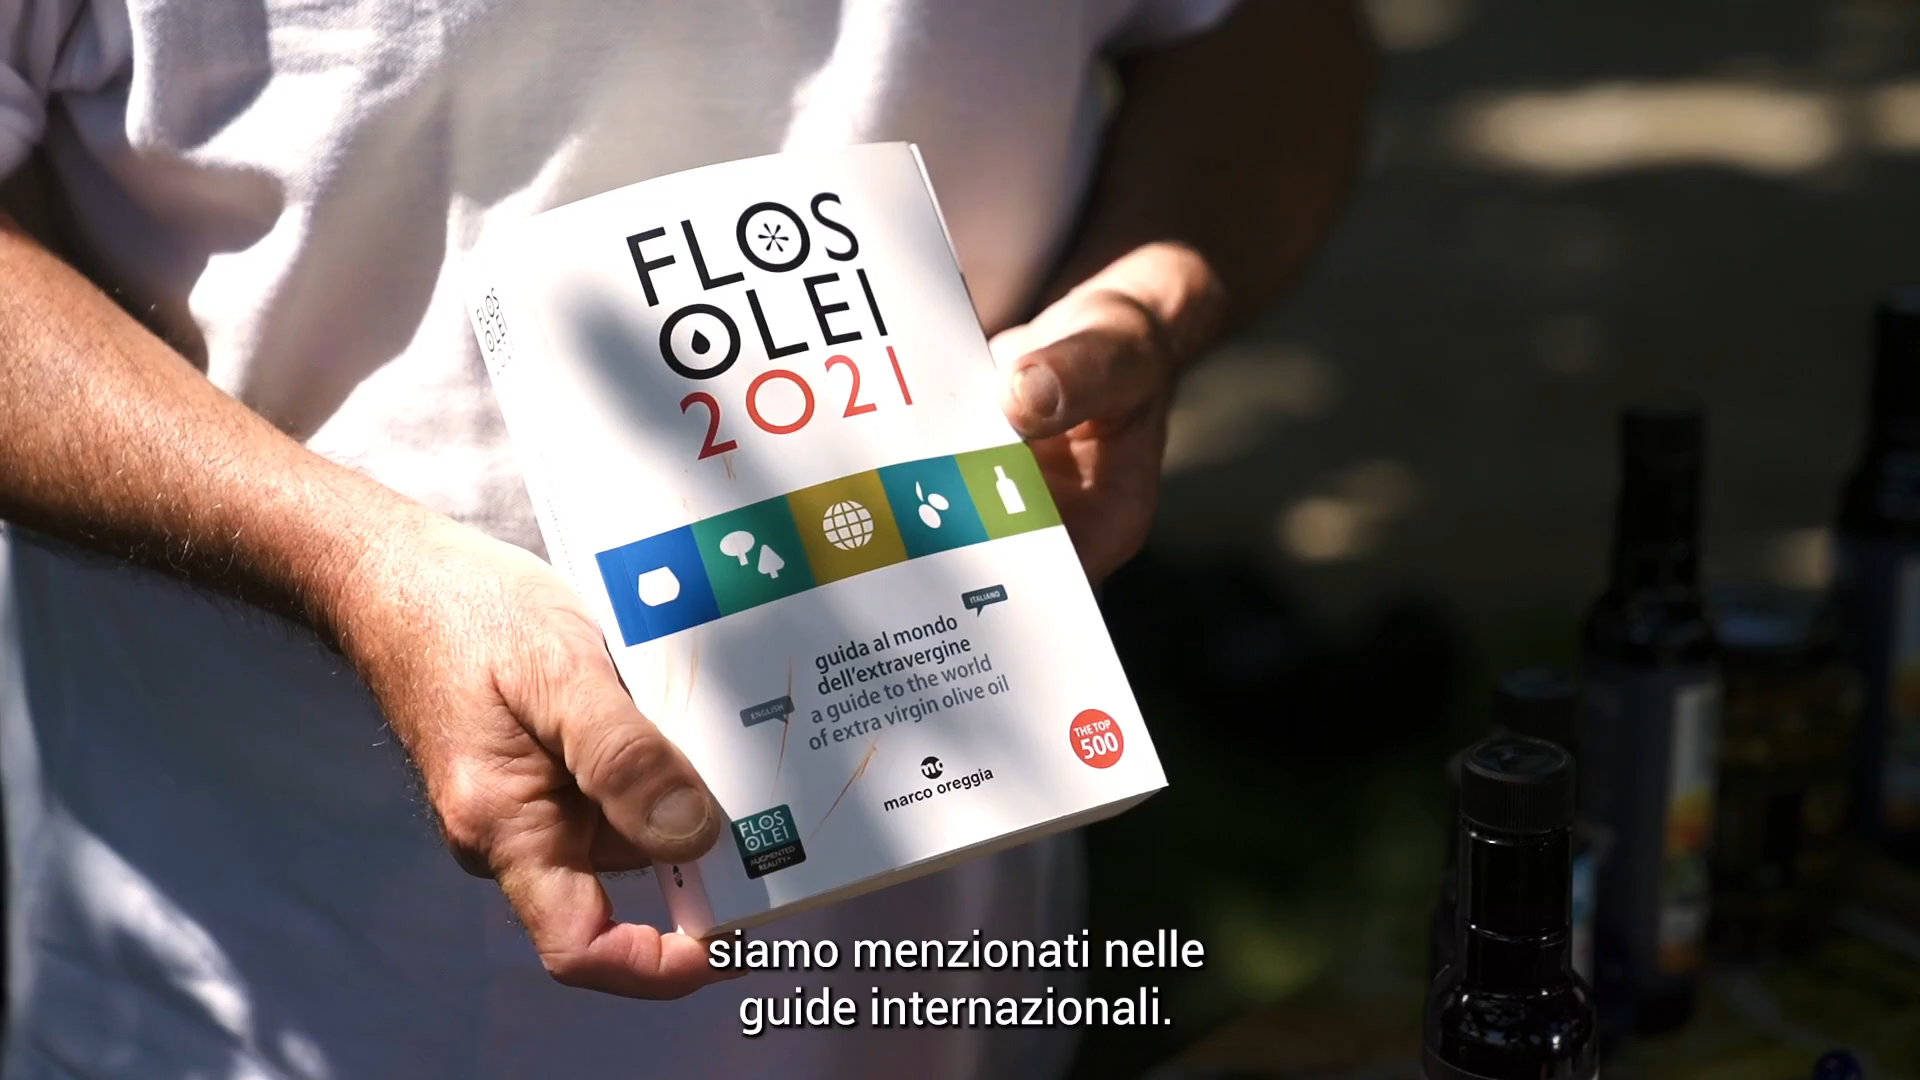 FLOS
OLEI
2021
FLOS
OLEI
ITALIANO
guida al mondo
dell'extravergine
ENGLISH
a guide to the world
of extra virgin olive oil
THE TOP
500
marco oreggia
FLOS
OLEI
AUGMENTED
REALITY+
siamo menzionati nelle
guide internazionali.